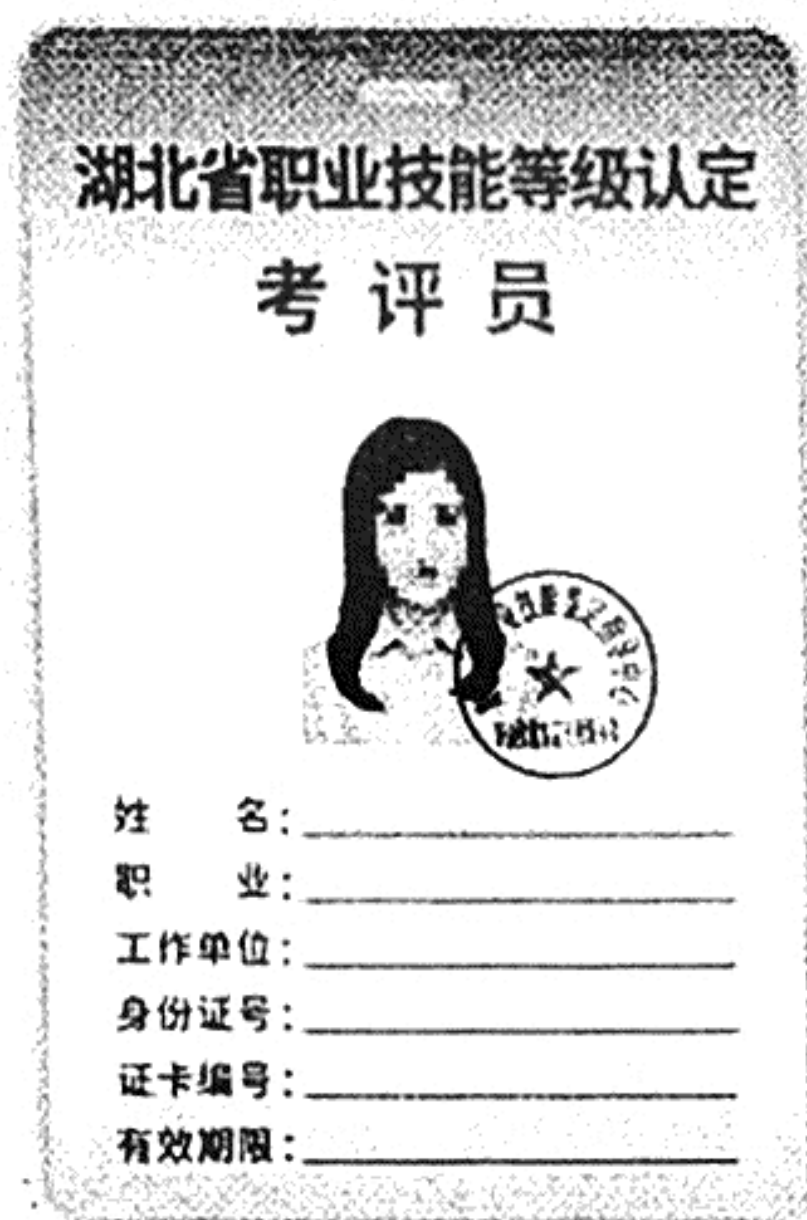 湖北省职业技能等级认定
考评员
姓 名：
职 业：
工作单位：
身份证号：
证卡编号：
有效期限：